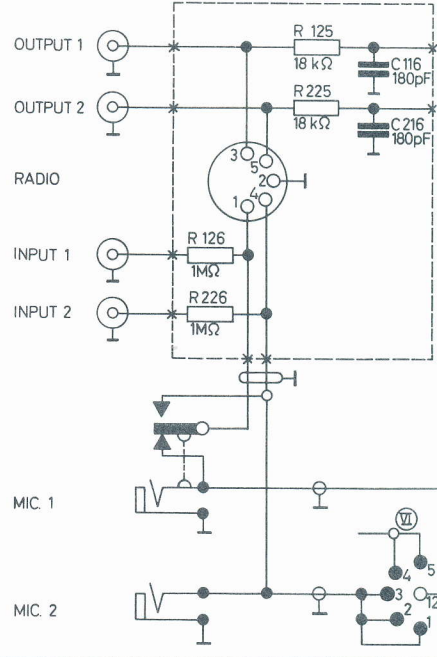 OUTPUT 1
R 125
18 kΩ
C 116
180pF
OUTPUT 2
R 225
18 kΩ
C 216
180pF
RADIO
3
5
2
4
1
INPUT 1
R 126
1MΩ
INPUT 2
R 226
1MΩ
MIC. 1
VI
4
5
3
12
2
1
MIC. 2